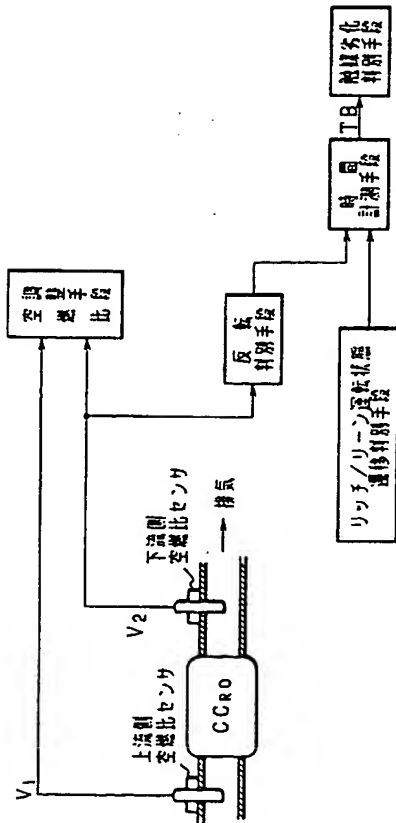 V1
上流側
空燃比センサ
CCRO
V2
下流側
空燃比センサ
排気
空燃比
調整手段
反転
判別手段
リッチ/リーン運転状態
遷移判別手段
時間
計測手段
TB
触媒劣化
判別手段